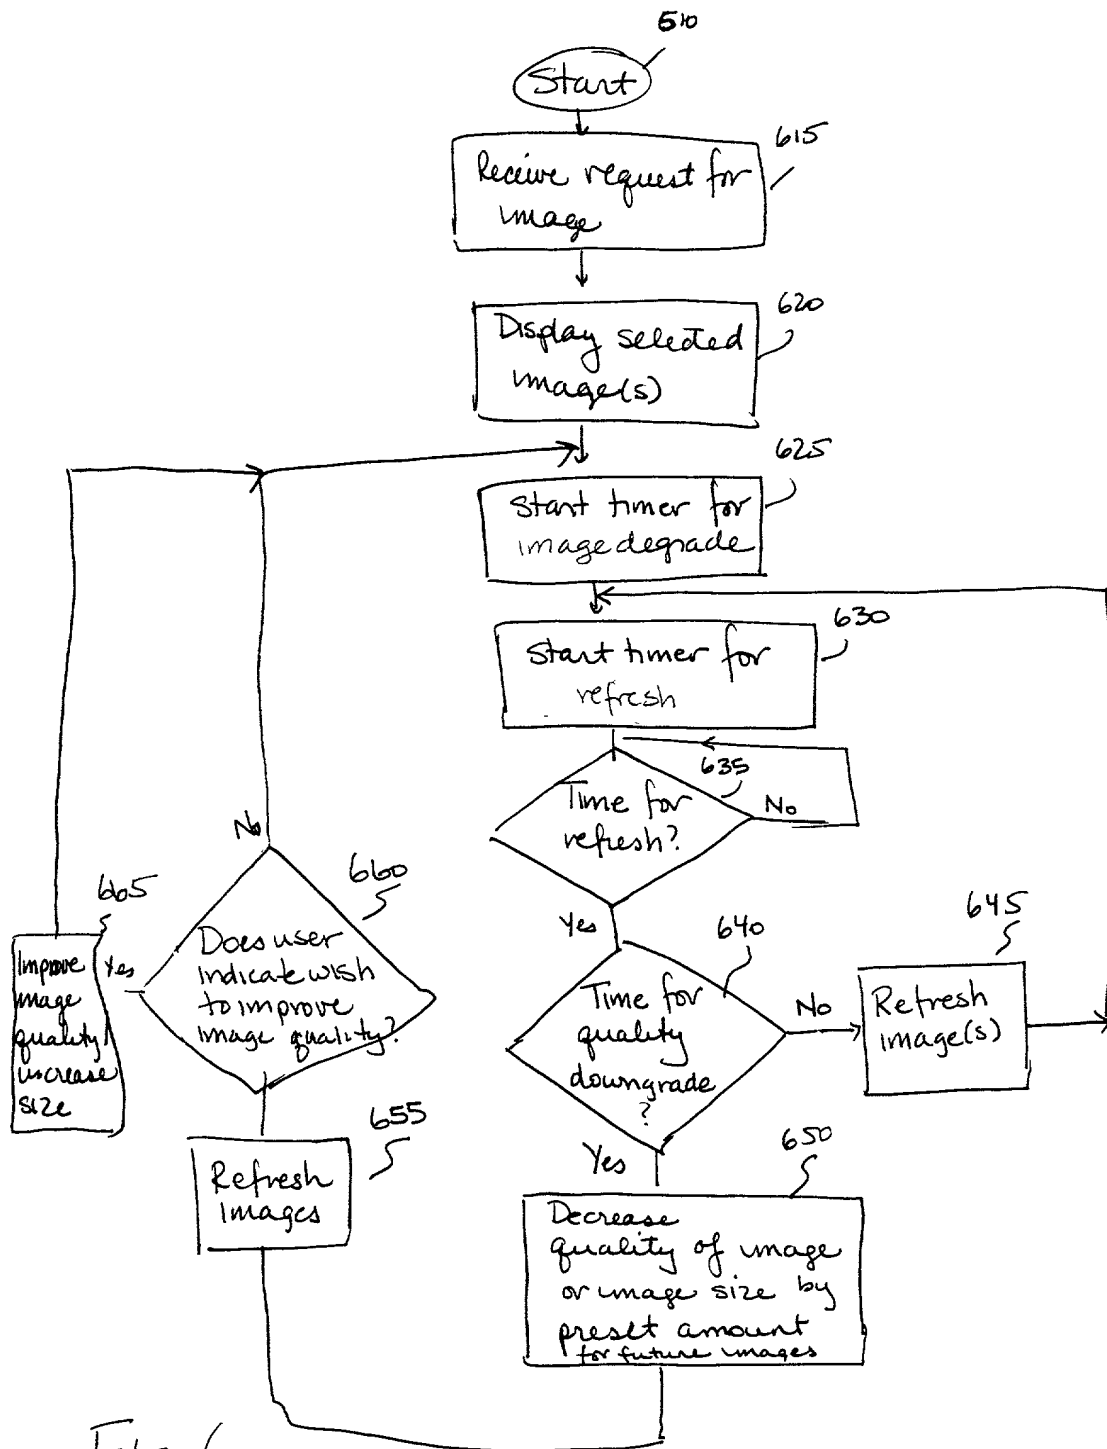 610
Start
615
Receive request for
image
620
Display selected
image(s)
625
Start timer for
image degrade
630
Start timer for
refresh
635
Time for
refresh?
No
Yes
640
Time for
quality
downgrade
?
No
645
Refresh
image(s)
Yes
650
Decrease
quality of image
or image size by
preset amount
for future images
655
Refresh
images
660
Does user
indicate wish
to improve
image quality?
No
Yes
665
Improve
image
quality/
increase
size